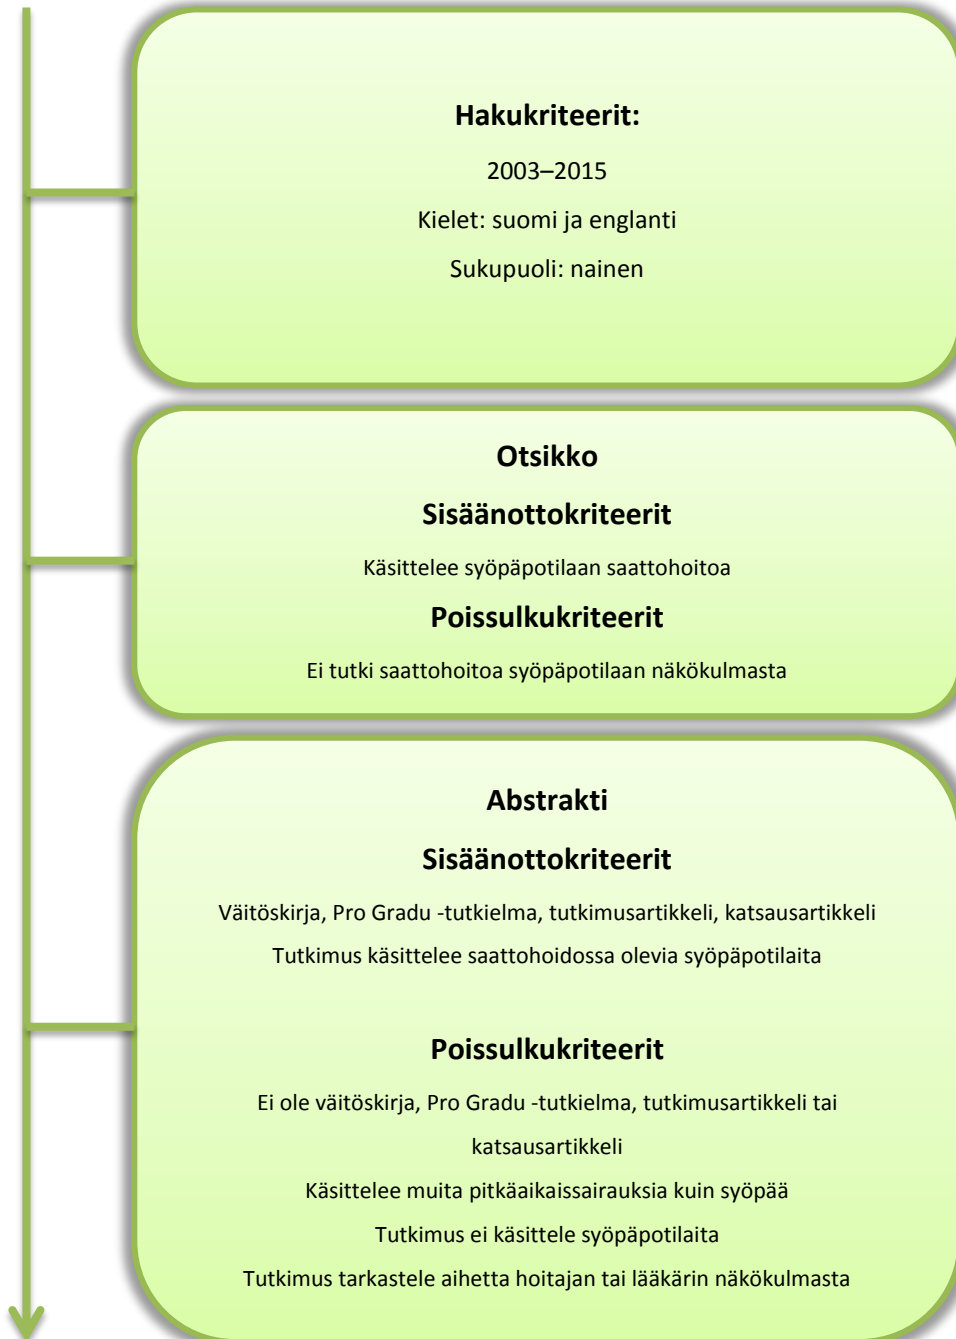 Hakukriteerit:
2003–2015
Kielet: suomi ja englanti
Sukupuoli: nainen
Otsikko
Sisäänottokriteerit
Käsittelee syöpäpotilaan saattohoitoa
Poissulkukriteerit
Ei tutki saattohoitoa syöpäpotilaan näkökulmasta
Abstrakti
Sisäänottokriteerit
Väitöskirja, Pro Gradu -tutkielma, tutkimusartikkeli, katsausartikkeli
Tutkimus käsittelee saattohoidossa olevia syöpäpotilaita
Poissulkukriteerit
Ei ole väitöskirja, Pro Gradu -tutkielma, tutkimusartikkeli tai
katsausartikkeli
Käsittelee muita pitkäaikaissairauksia kuin syöpää
Tutkimus ei käsittele syöpäpotilaita
Tutkimus tarkastele aihetta hoitajan tai lääkärin näkökulmasta